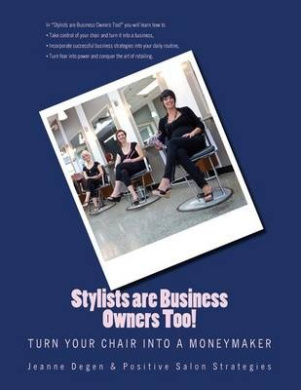 In "Stylists are Business Owners Too!" you will learn how to:
• Take control of your chair and turn it into a business,
• Incorporate successful business strategies into your daily routine,
• Turn fear into power and conquer the art of retailing.
Stylists are Business
Owners Too!
TURN YOUR CHAIR INTO A MONEYMAKER
Jeanne Degen & Positive Salon Strategies